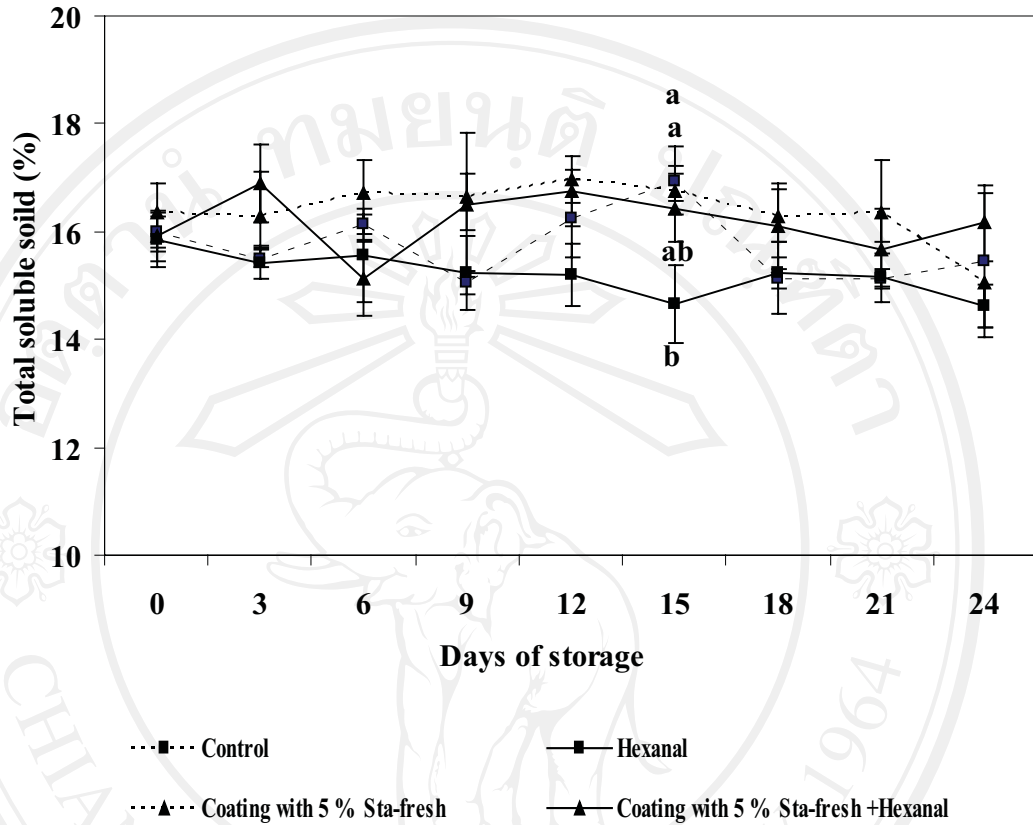 20
18
16
14
12
10
Total soluble soild (%)
a
a
ab
b
0 3 6 9 12 15 18 21 24
Days of storage
Control
Hexanal
Coating with 5 % Sta-fresh
Coating with 5 % Sta-fresh +Hexanal
1964